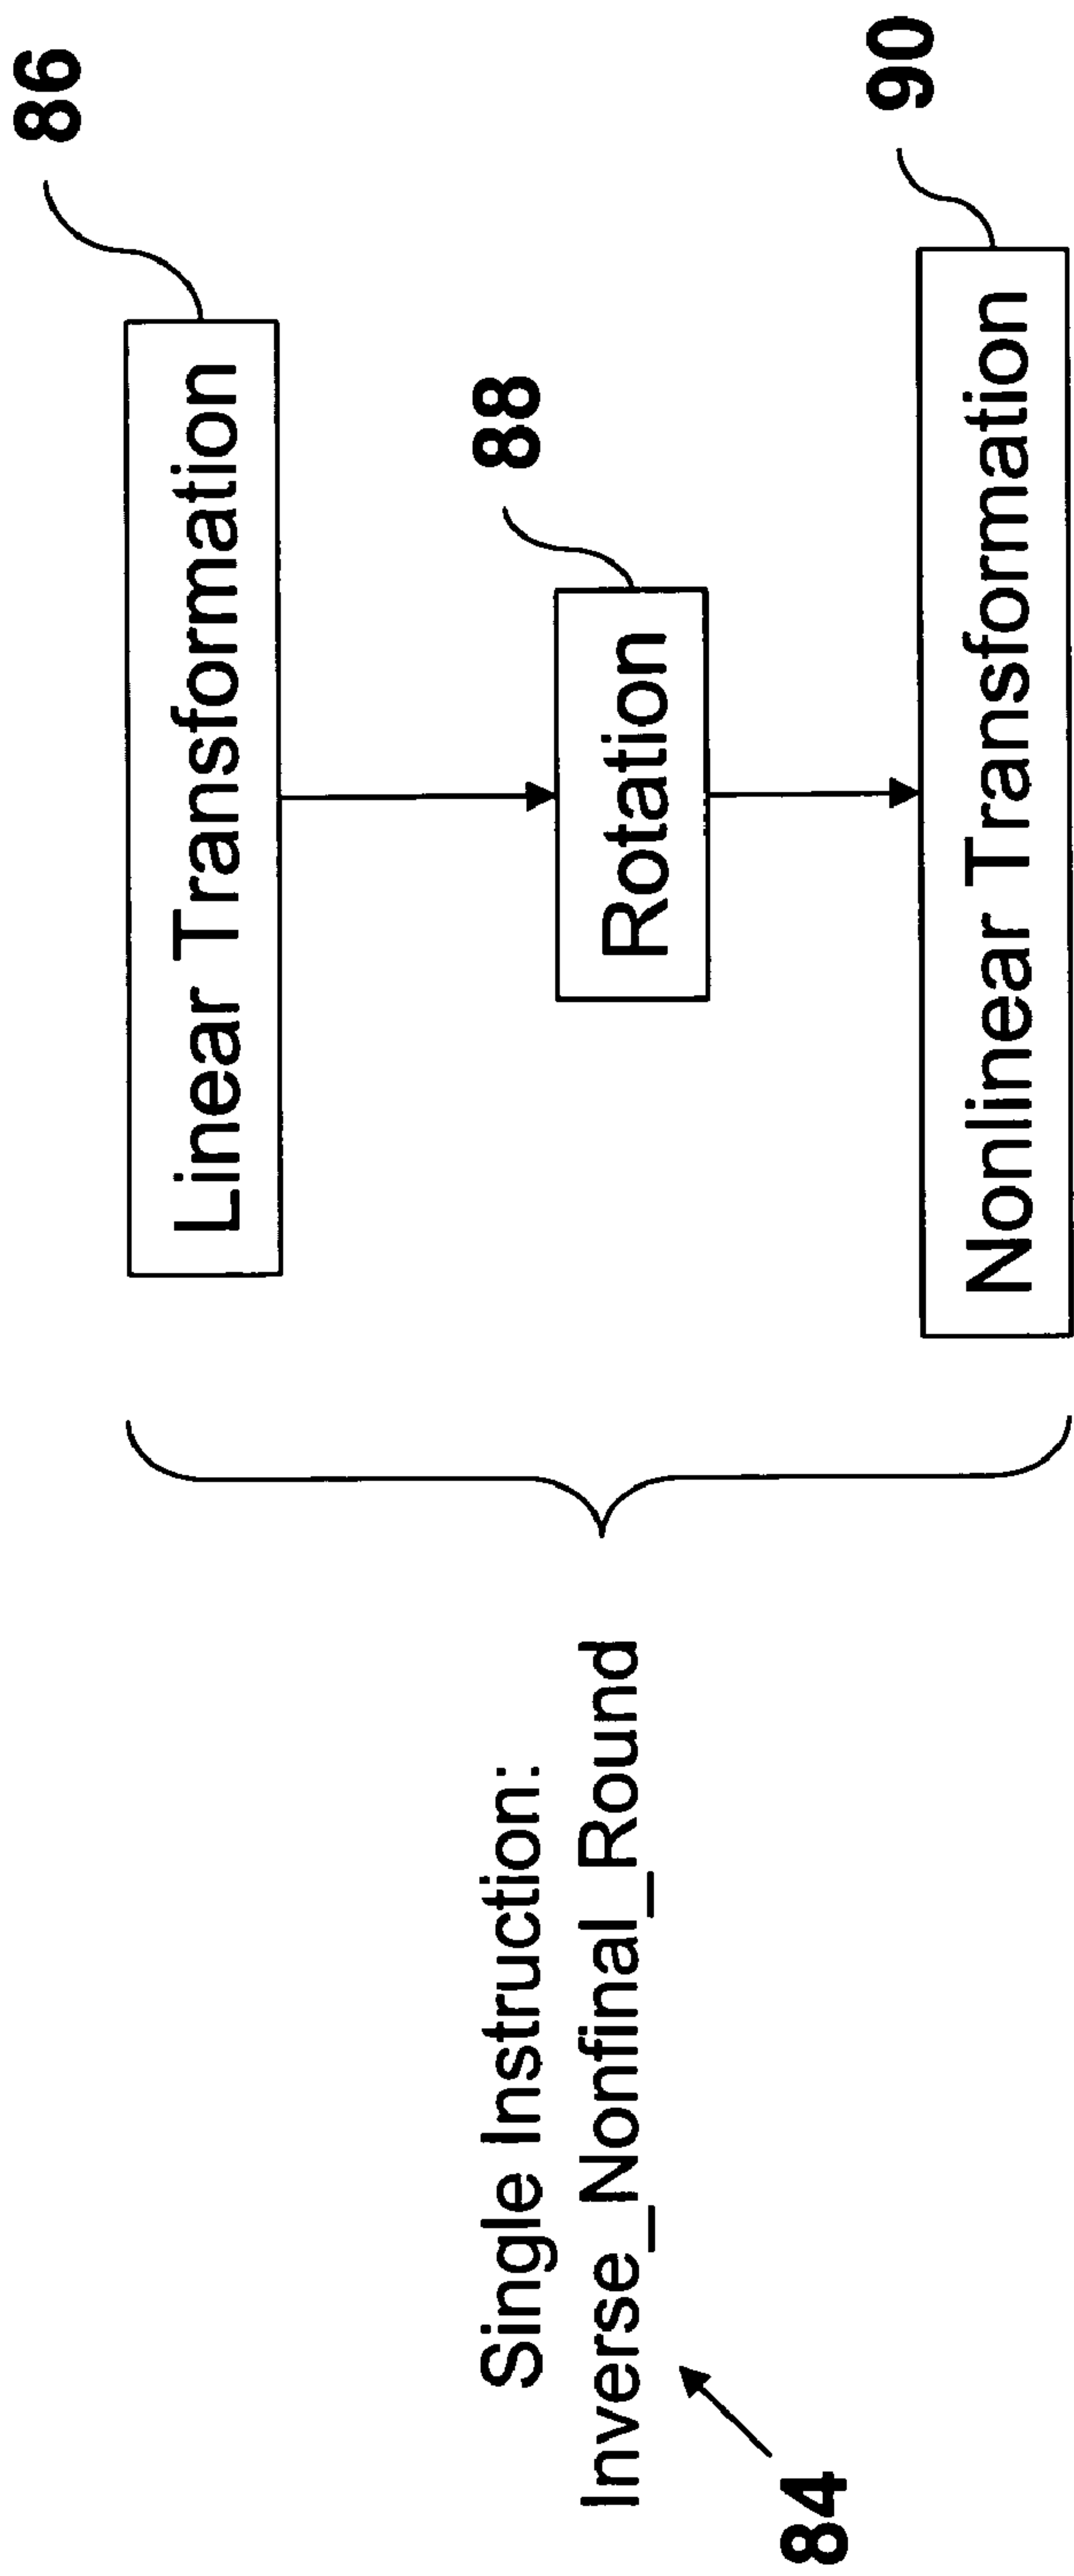 86
Linear Transformation
88
Rotation
Single Instruction:
Inverse_Nonfinal_Round
84
90
Nonlinear Transformation